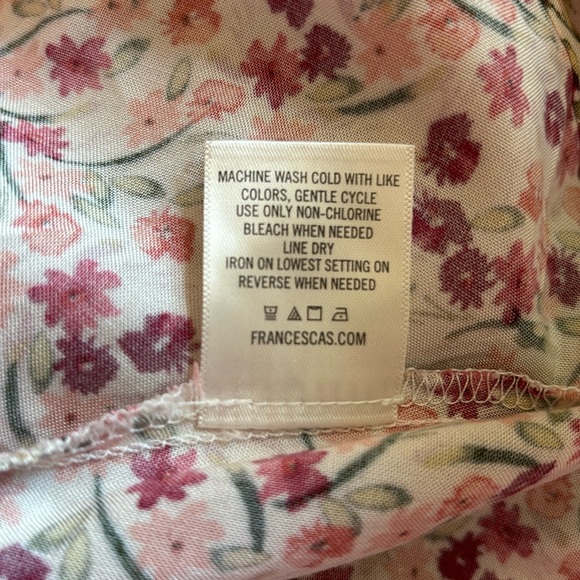 MACHINE WASH COLD WITH LIKE
COLORS, GENTLE CYCLE
USE ONLY NON-CHLORINE
BLEACH WHEN NEEDED
LINE DRY
IRON ON LOWEST SETTING ON
REVERSE WHEN NEEDED
FRANCESCAS.COM